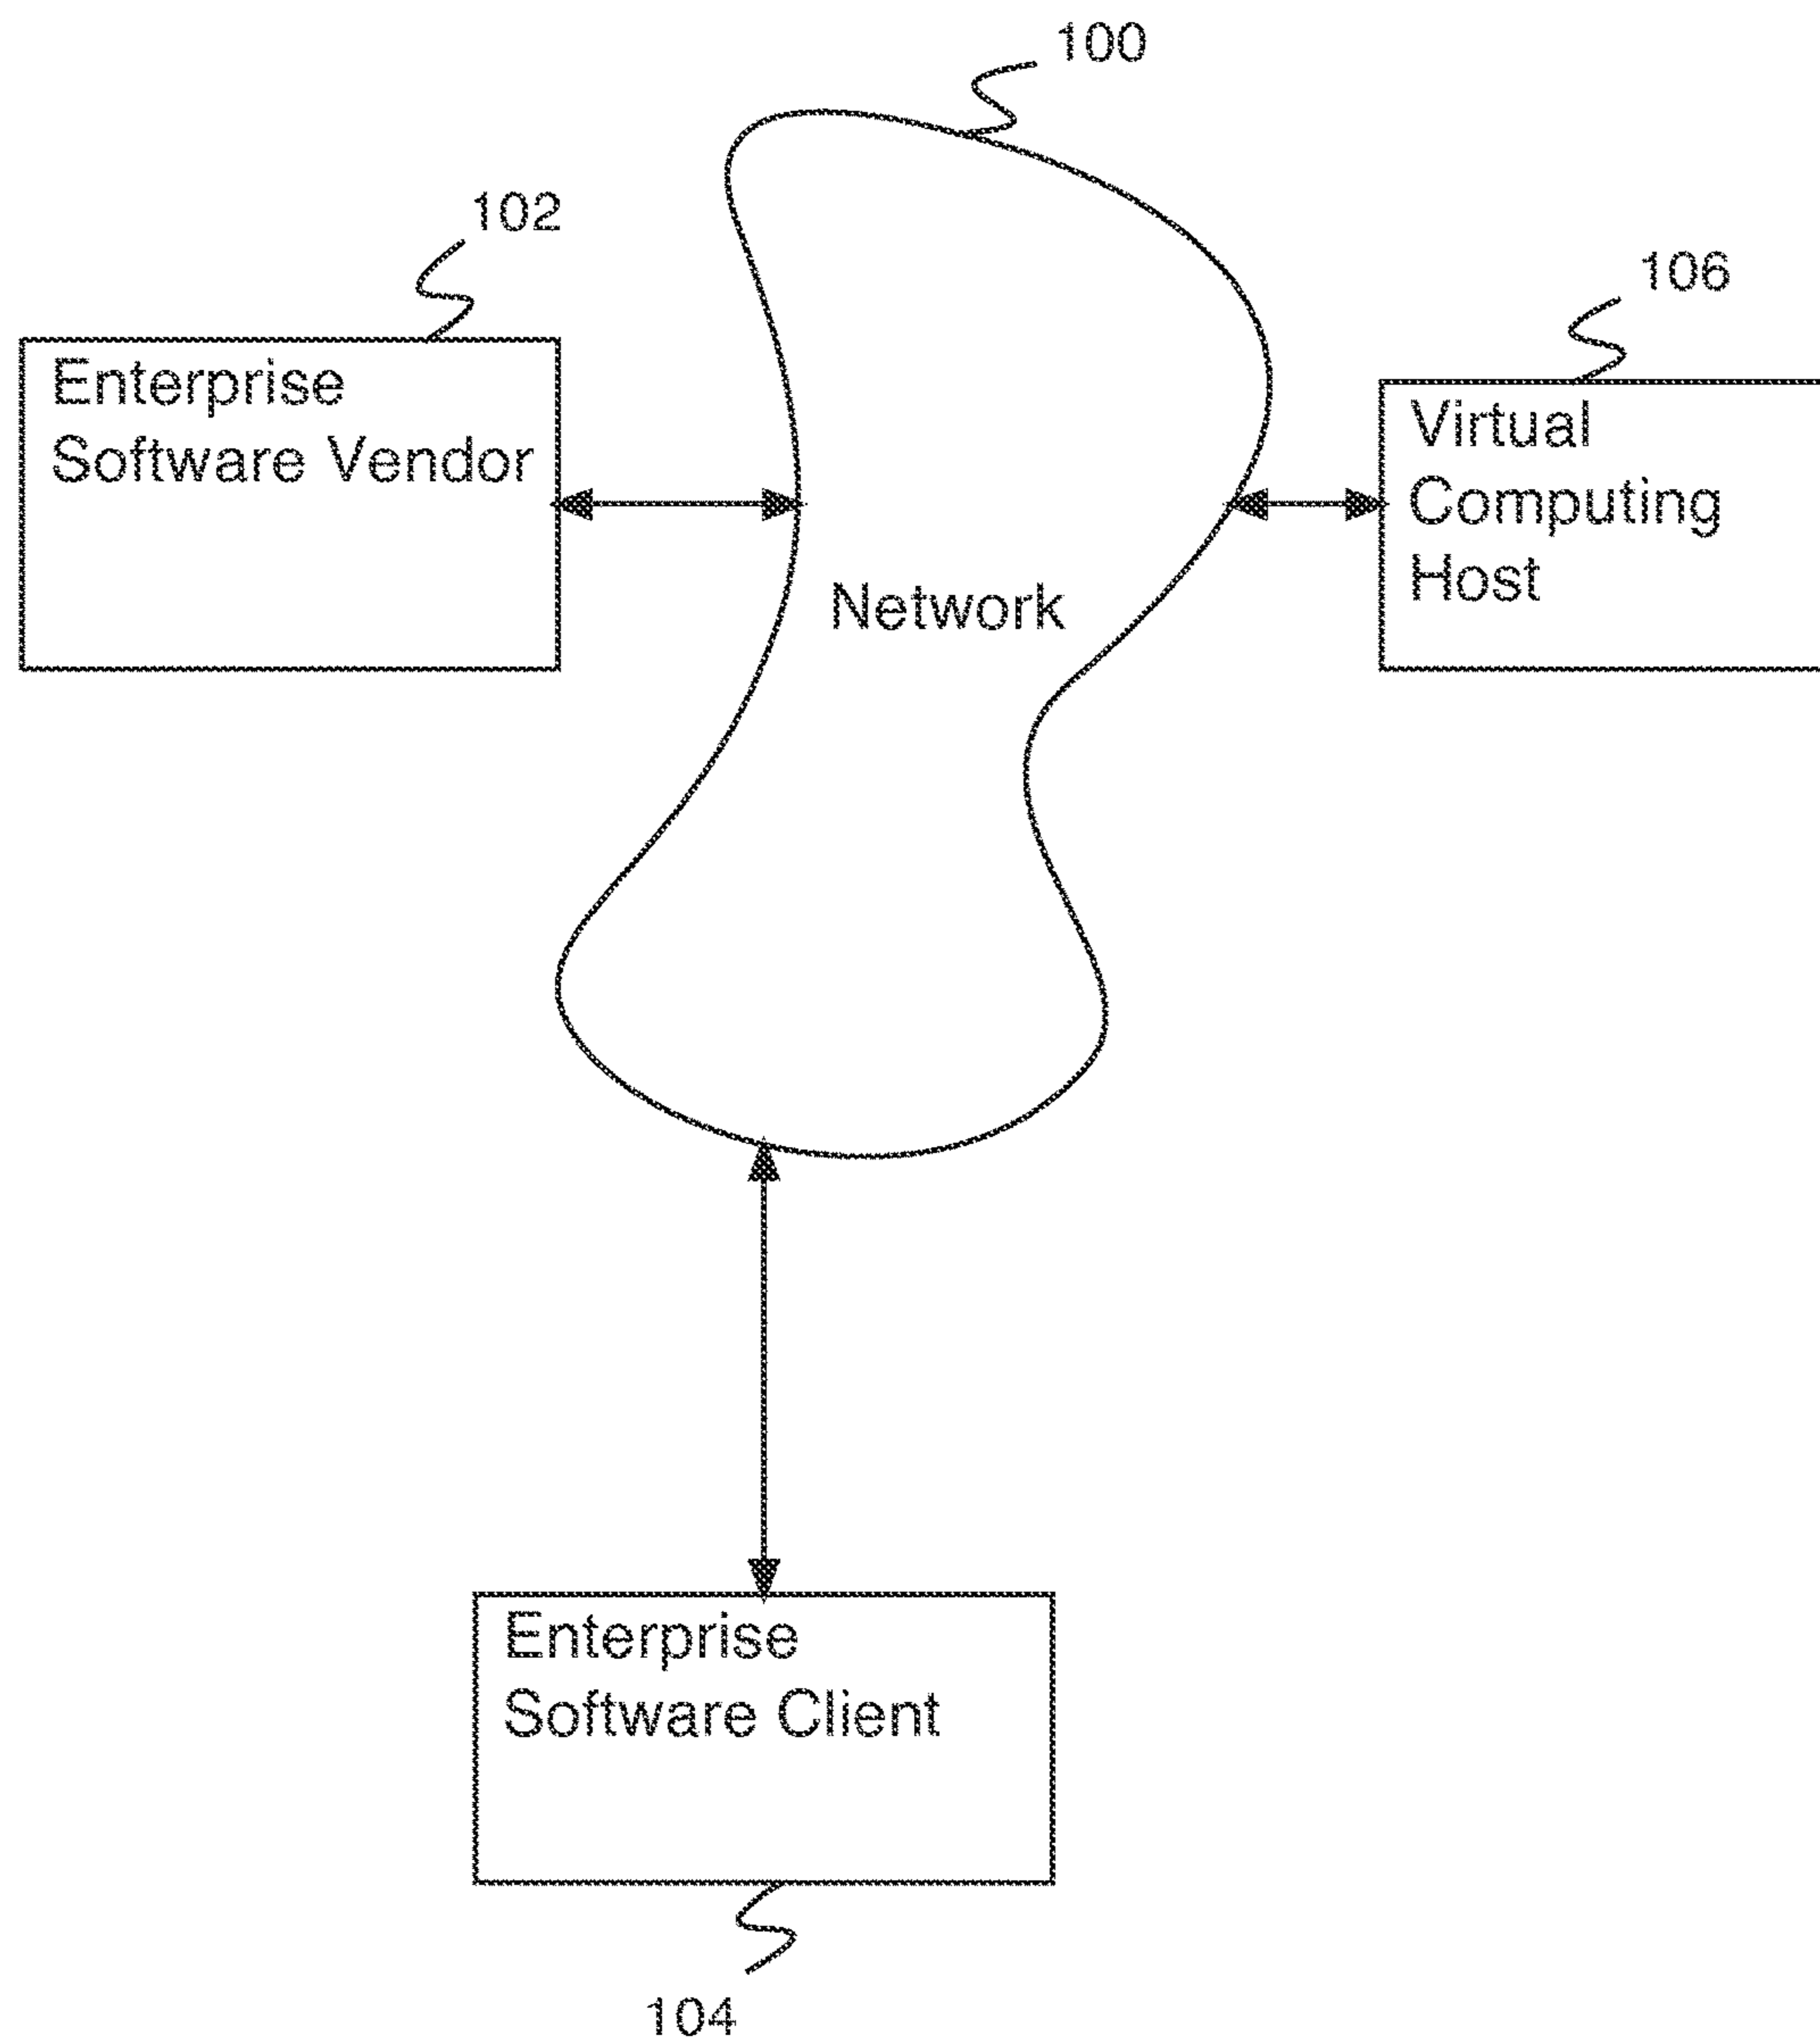 100
102
106
Enterprise
Software Vendor
Virtual
Computing
Host
Network
Enterprise
Software Client
104